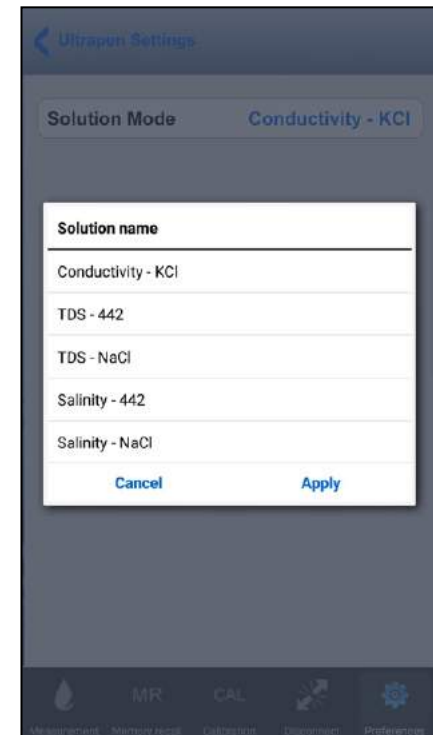 Ultrapen Settings
Solution Mode Conductivity - KCl
Solution name
Conductivity - KCl
TDS - 442
TDS - NaCl
Salinity - 442
Salinity - NaCl
Cancel Apply
MR CAL
Measurement Memory recall Calibration Disconnect Preferences